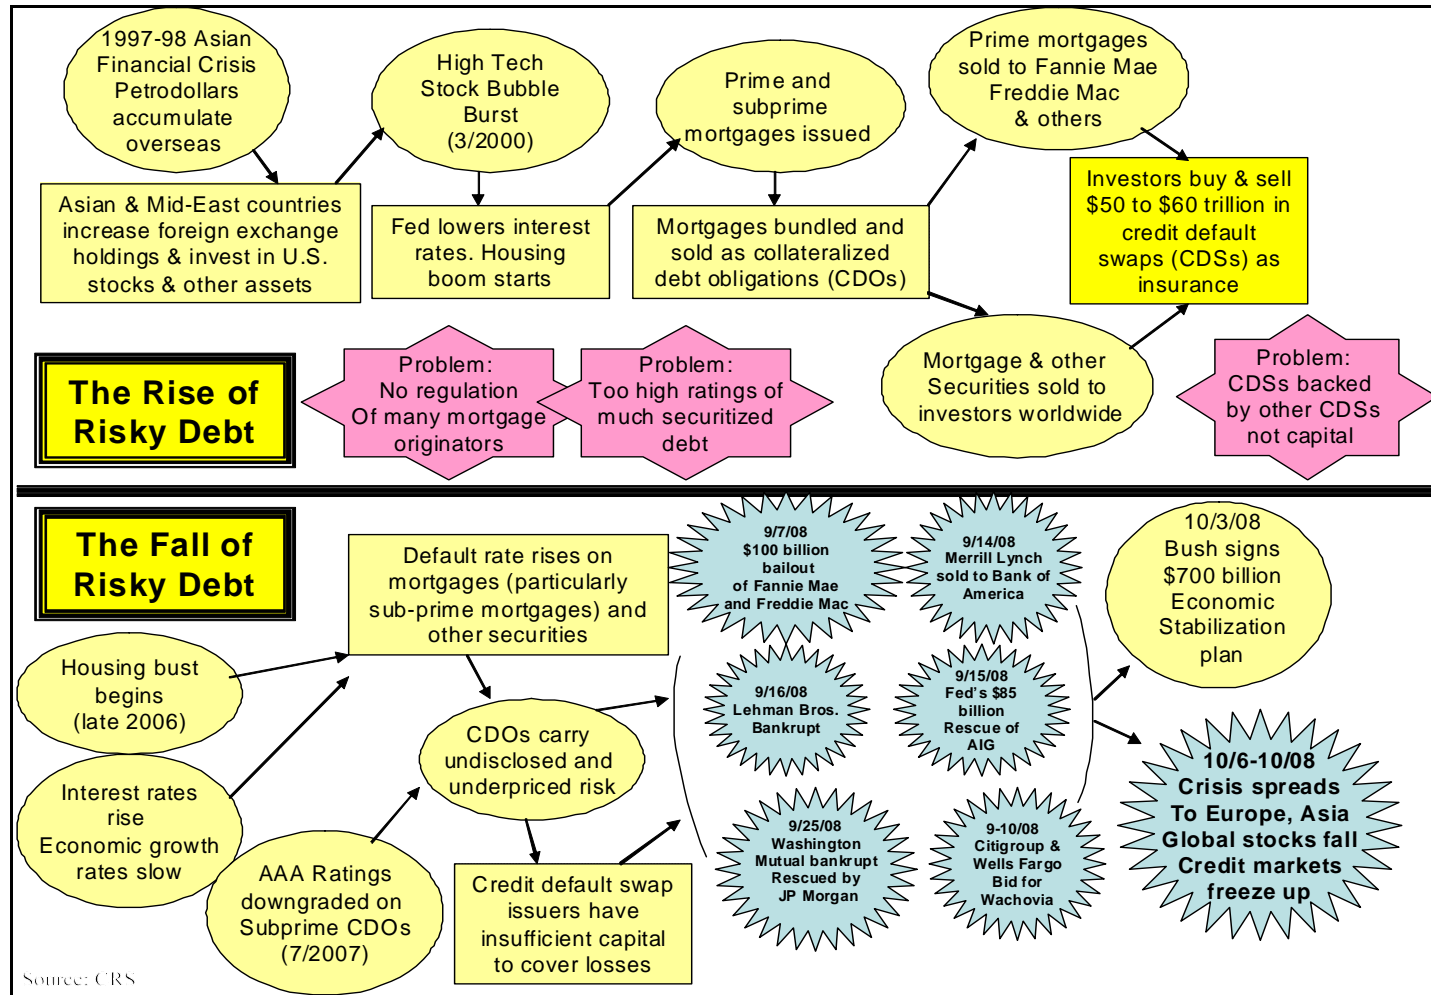 1997-98 Asian
Financial Crisis
Petrodollars
accumulate
overseas
High Tech
Stock Bubble
Burst
(3/2000)
Prime and
subprime
mortgages issued
Prime mortgages
sold to Fannie Mae
Freddie Mac
& others
Asian & Mid-East countries
increase foreign exchange
holdings & invest in U.S.
stocks & other assets
Fed lowers interest
rates. Housing
boom starts
Mortgages bundled and
sold as collateralized
debt obligations (CDOs)
Investors buy & sell
$50 to $60 trillion in
credit default
swaps (CDSs) as
insurance
Mortgage & other
Securities sold to
investors worldwide
The Rise of
Risky Debt
Problem:
No regulation
Of many mortgage
originators
Problem:
Too high ratings of
much securitized
debt
Problem:
CDSs backed
by other CDSs
not capital
The Fall of
Risky Debt
Default rate rises on
mortgages (particularly
sub-prime mortgages) and
other securities
9/7/08
$100 billion
bailout
of Fannie Mae
and Freddie Mac
9/14/08
Merrill Lynch
sold to Bank of
America
10/3/08
Bush signs
$700 billion
Economic
Stabilization
plan
Housing bust
begins
(late 2006)
CDOs carry
undisclosed and
underpriced risk
9/16/08
Lehman Bros.
Bankrupt
9/15/08
Fed's $85
billion
Rescue of
AIG
Interest rates
rise
Economic growth
rates slow
AAA Ratings
downgraded on
Subprime CDOs
(7/2007)
Credit default swap
issuers have
insufficient capital
to cover losses
9/25/08
Washington
Mutual bankrupt
Rescued by
JP Morgan
9-10/08
Citigroup &
Wells Fargo
Bid for
Wachovia
10/6-10/08
Crisis spreads
To Europe, Asia
Global stocks fall
Credit markets
freeze up
Source: CRS